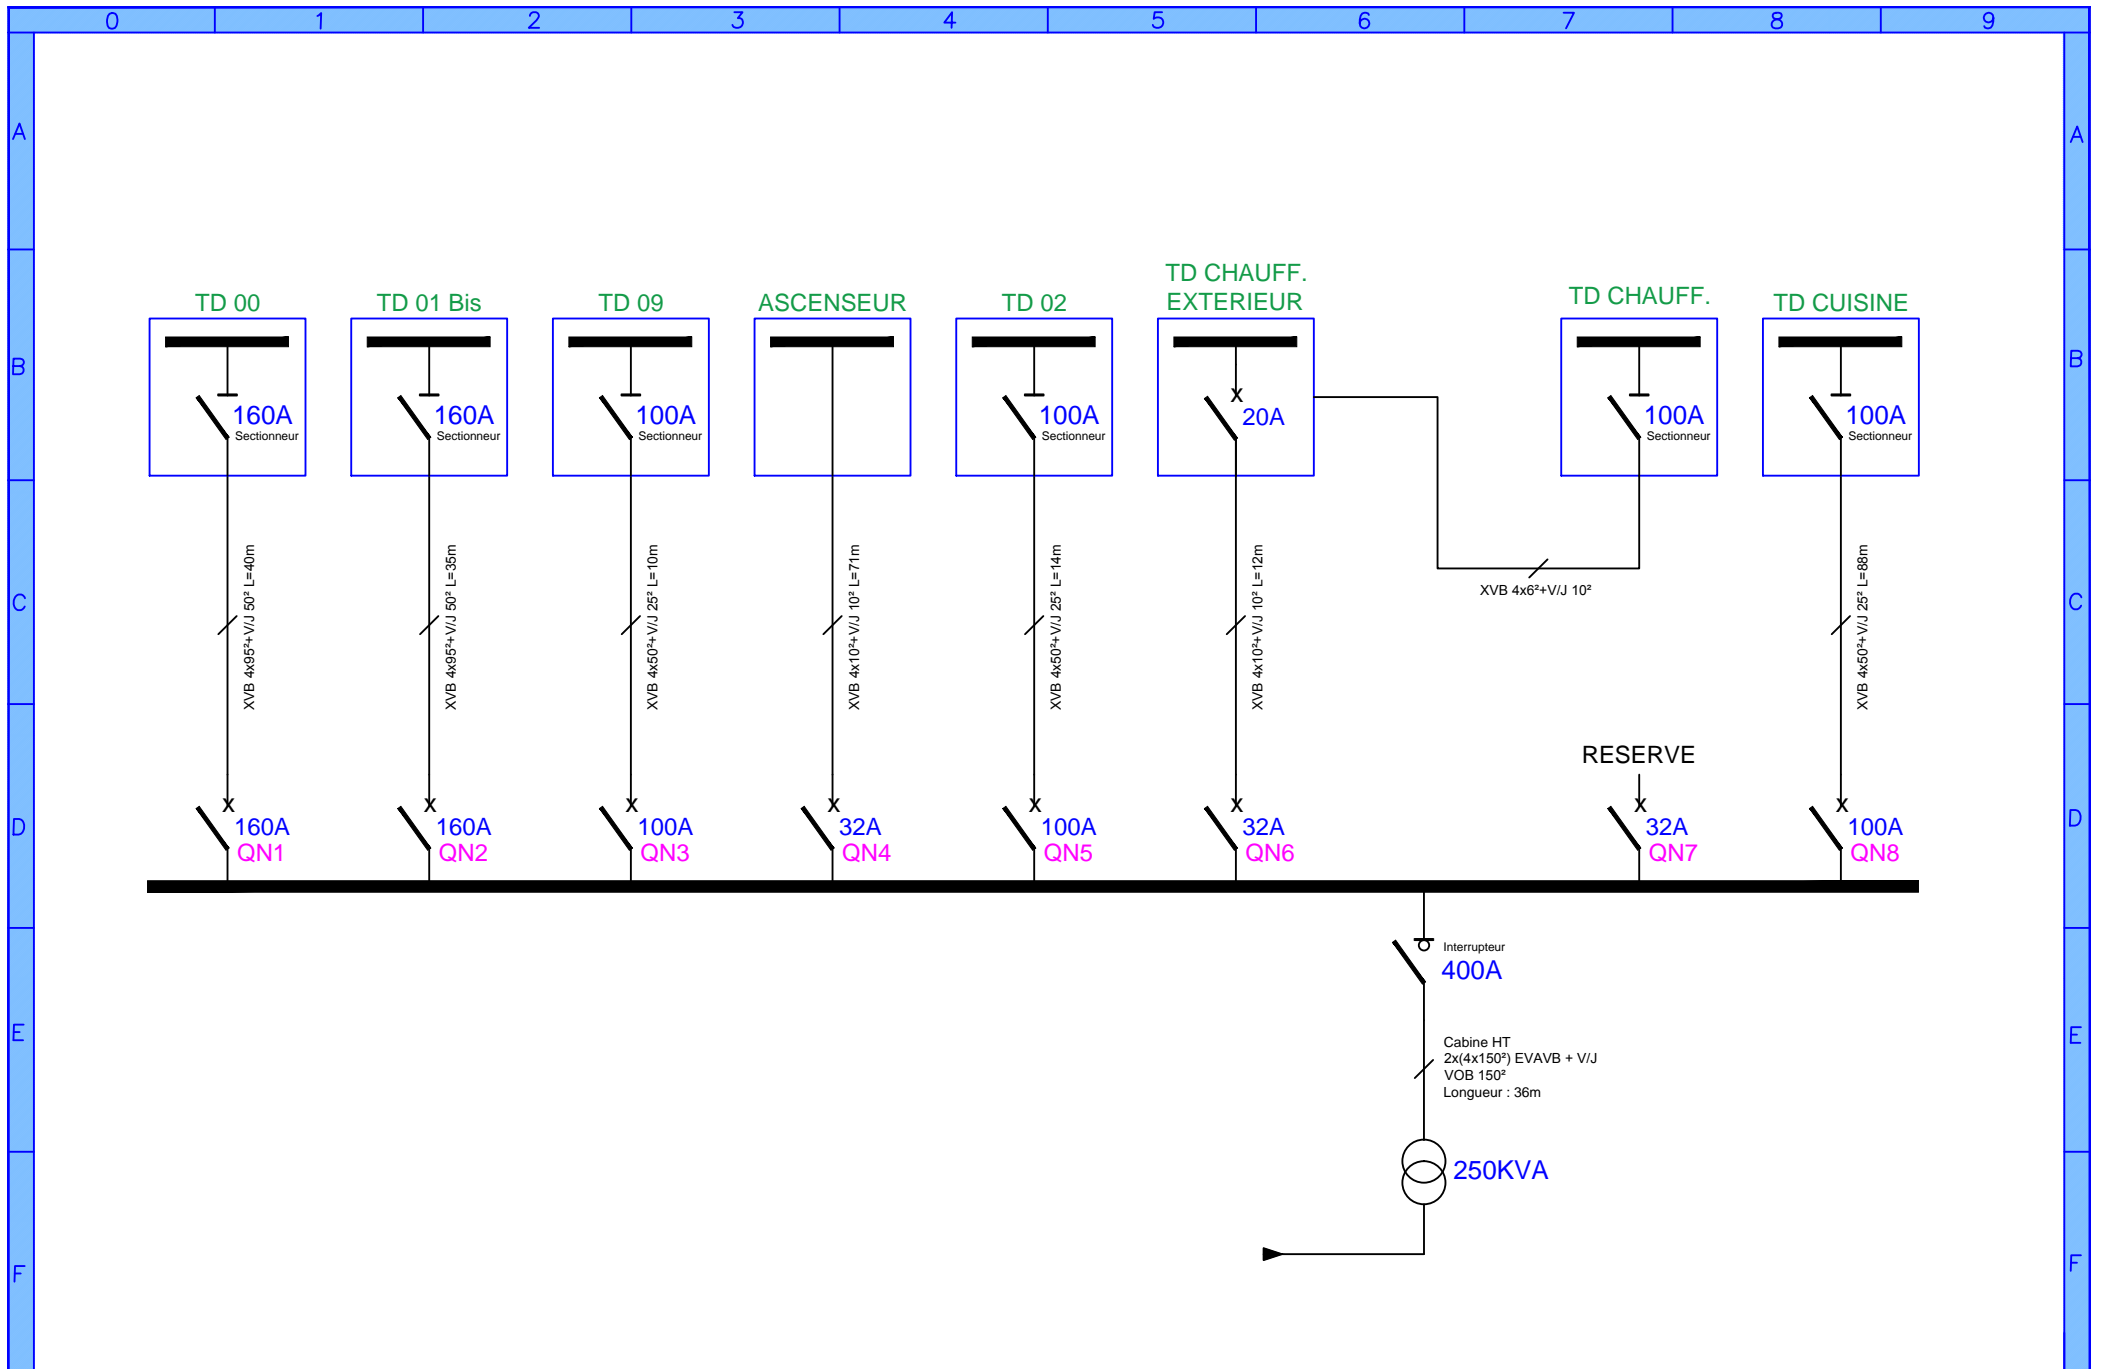 0 1 2 3 4 5 6 7 8 9
A A
TD CHAUFF.
EXTERIEUR
TD 00 TD 01 Bis TD 09 ASCENSEUR TD 02 TD CHAUFF. TD CUISINE
B B
x
160A 160A 100A 100A 20A 100A 100A
Sectionneur Sectionneur Sectionneur Sectionneur Sectionneur Sectionneur
XVB 4x95²+V/J 50² L=40m
XVB 4x95²+V/J 50² L=35m
XVB 4x50²+V/J 25² L=10m
XVB 4x10²+V/J 10² L=71m
XVB 4x50²+V/J 25² L=14m
XVB 4x10²+V/J 10² L=12m
XVB 4x6²+V/J 10²
XVB 4x50²+V/J 25² L=88m
C C
RESERVE
x x x x x x x x
D D
160A 160A 100A 32A 100A 32A 32A 100A
QN1 QN2 QN3 QN4 QN5 QN6 QN7 QN8
Interrupteur
400A
E E
Cabine HT
2x(4x150²) EVAVB + V/J
VOB 150²
Longueur : 36m
250KVA
F F